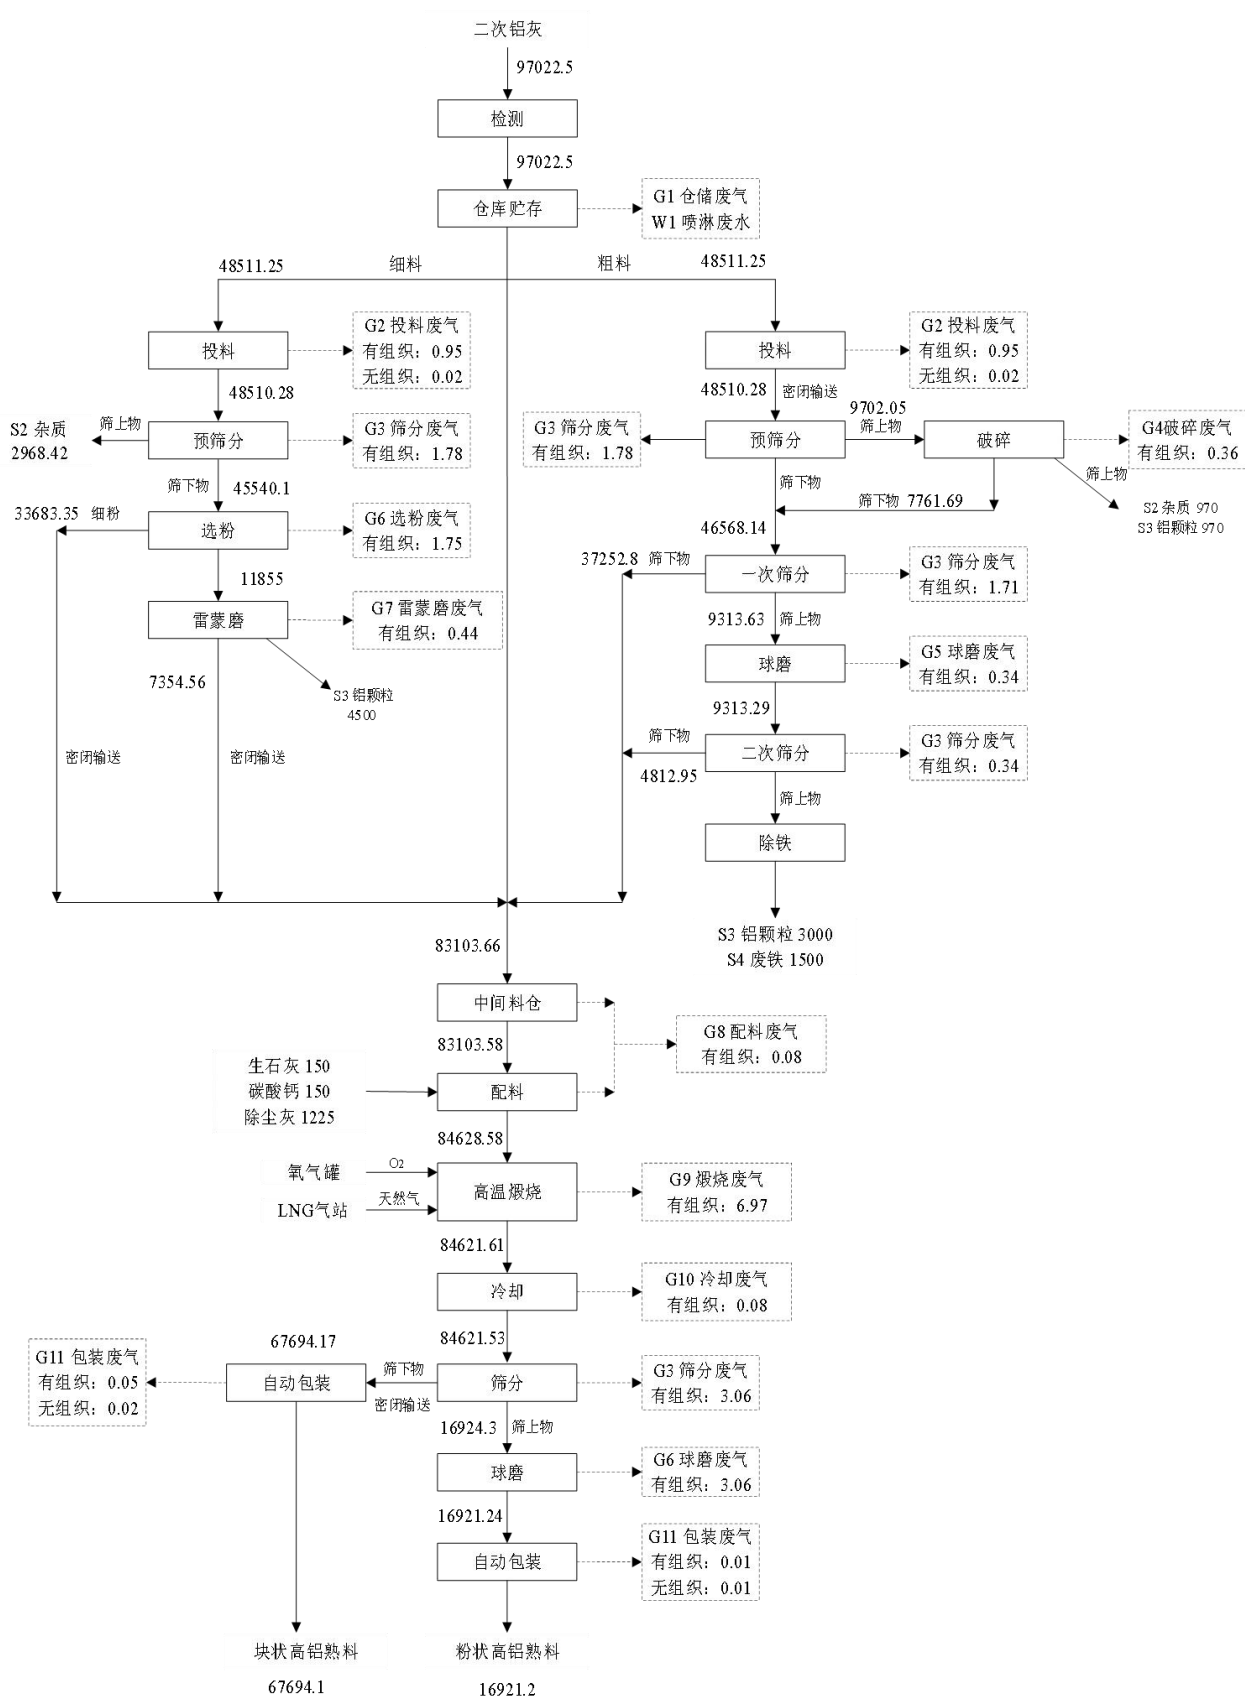 二次铝灰
97022.5
检测
97022.5
仓库贮存
G1 仓储废气
W1 喷淋废水
48511.25
细料
粗料
48511.25
投料
G2 投料废气
有组织：0.95
无组织：0.02
投料
G2 投料废气
有组织：0.95
无组织：0.02
48510.28
48510.28
密闭输送
S2 杂质
2968.42
筛上物
预筛分
G3 筛分废气
有组织：1.78
G3 筛分废气
有组织：1.78
预筛分
9702.05
筛上物
破碎
G4破碎废气
有组织：0.36
筛下物
45540.1
筛下物
筛下物 7761.69
筛上物
S2 杂质 970
S3 铝颗粒 970
33683.35 细粉
选粉
G6 选粉废气
有组织：1.75
46568.14
37252.8
筛下物
一次筛分
G3 筛分废气
有组织：1.71
11855
雷蒙磨
G7 雷蒙磨废气
有组织：0.44
9313.63
筛上物
球磨
G5 球磨废气
有组织：0.34
7354.56
S3 铝颗粒
4500
9313.29
密闭输送
密闭输送
筛下物
4812.95
二次筛分
G3 筛分废气
有组织：0.34
筛上物
除铁
S3 铝颗粒 3000
S4 废铁 1500
83103.66
中间料仓
83103.58
G8 配料废气
有组织：0.08
生石灰 150
碳酸钙 150
除尘灰 1225
配料
84628.58
氧气罐
O2
LNG气站
天然气
高温煅烧
G9 煅烧废气
有组织：6.97
84621.61
冷却
G10 冷却废气
有组织：0.08
84621.53
67694.17
G11 包装废气
有组织：0.05
无组织：0.02
自动包装
筛下物
密闭输送
筛分
G3 筛分废气
有组织：3.06
16924.3
筛上物
球磨
G6 球磨废气
有组织：3.06
16921.24
自动包装
G11 包装废气
有组织：0.01
无组织：0.01
块状高铝熟料
67694.1
粉状高铝熟料
16921.2